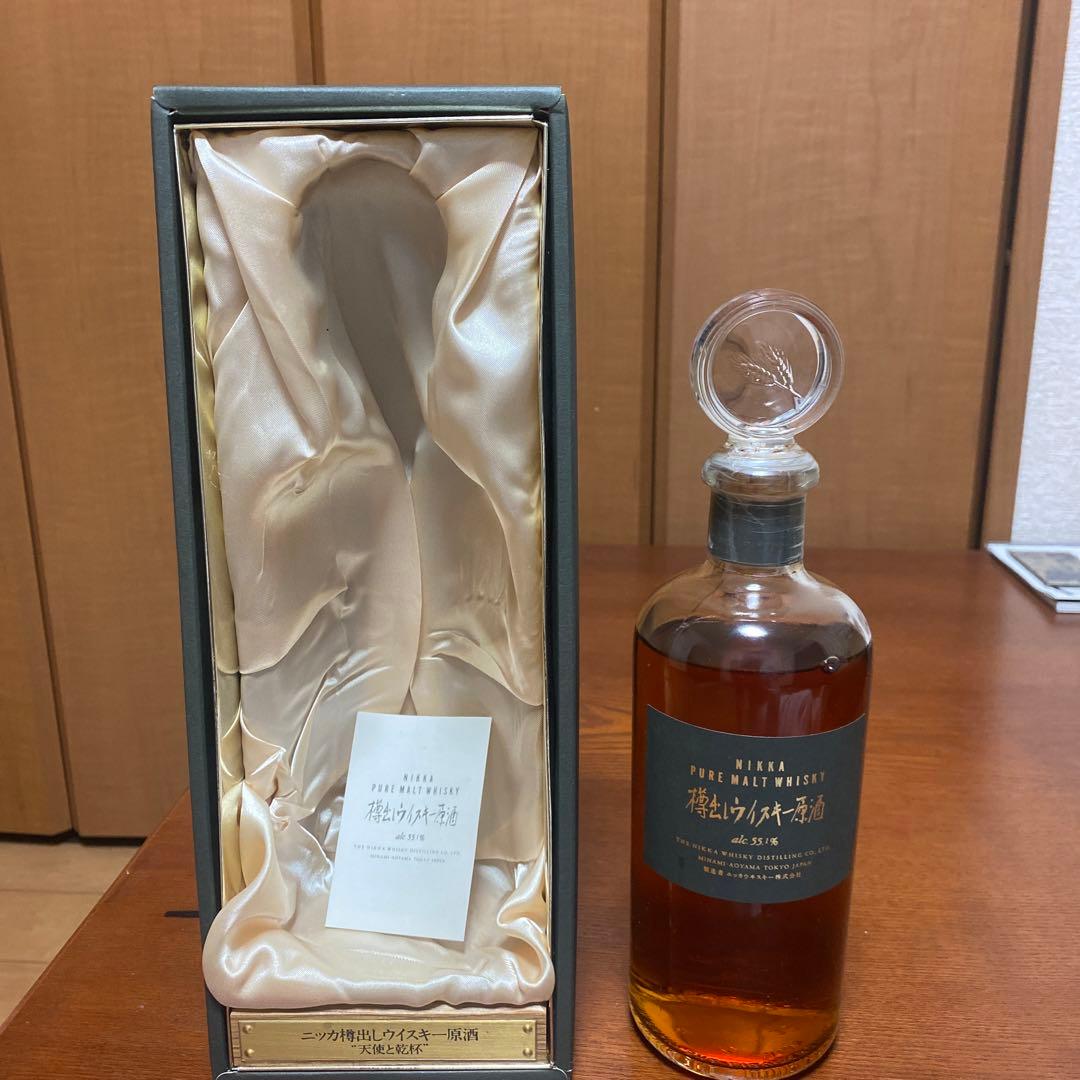 NIKKA
PURE MALT WHISKY
樽出しウイスキー原酒
alc 55.1%
THE NIKKA WHISKY DISTILLING CO., LTD.
MINAMI-AOYAMA TOKYO JAPAN
ニッカ樽出しウイスキー原酒
"天使と乾杯"
NIKKA
PURE MALT WHISKY
樽出しウイスキー原酒
alc 55.1%
THE NIKKA WHISKY DISTILLING CO., LTD.
MINAMI-AOYAMA TOKYO JAPAN
製造者 ニッカウヰスキー株式会社